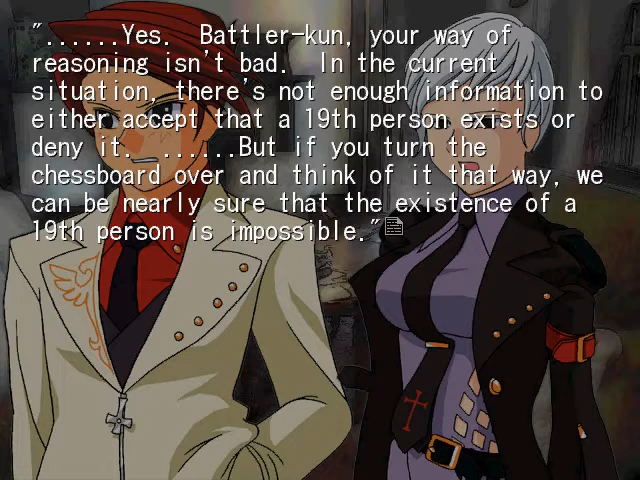 "......Yes.  Battler-kun, your way of
reasoning isn't bad.  In the current
situation, there's not enough information to
either accept that a 19th person exists or
deny it.  ......But if you turn the
chessboard over and think of it that way, we
can be nearly sure that the existence of a
19th person is impossible."